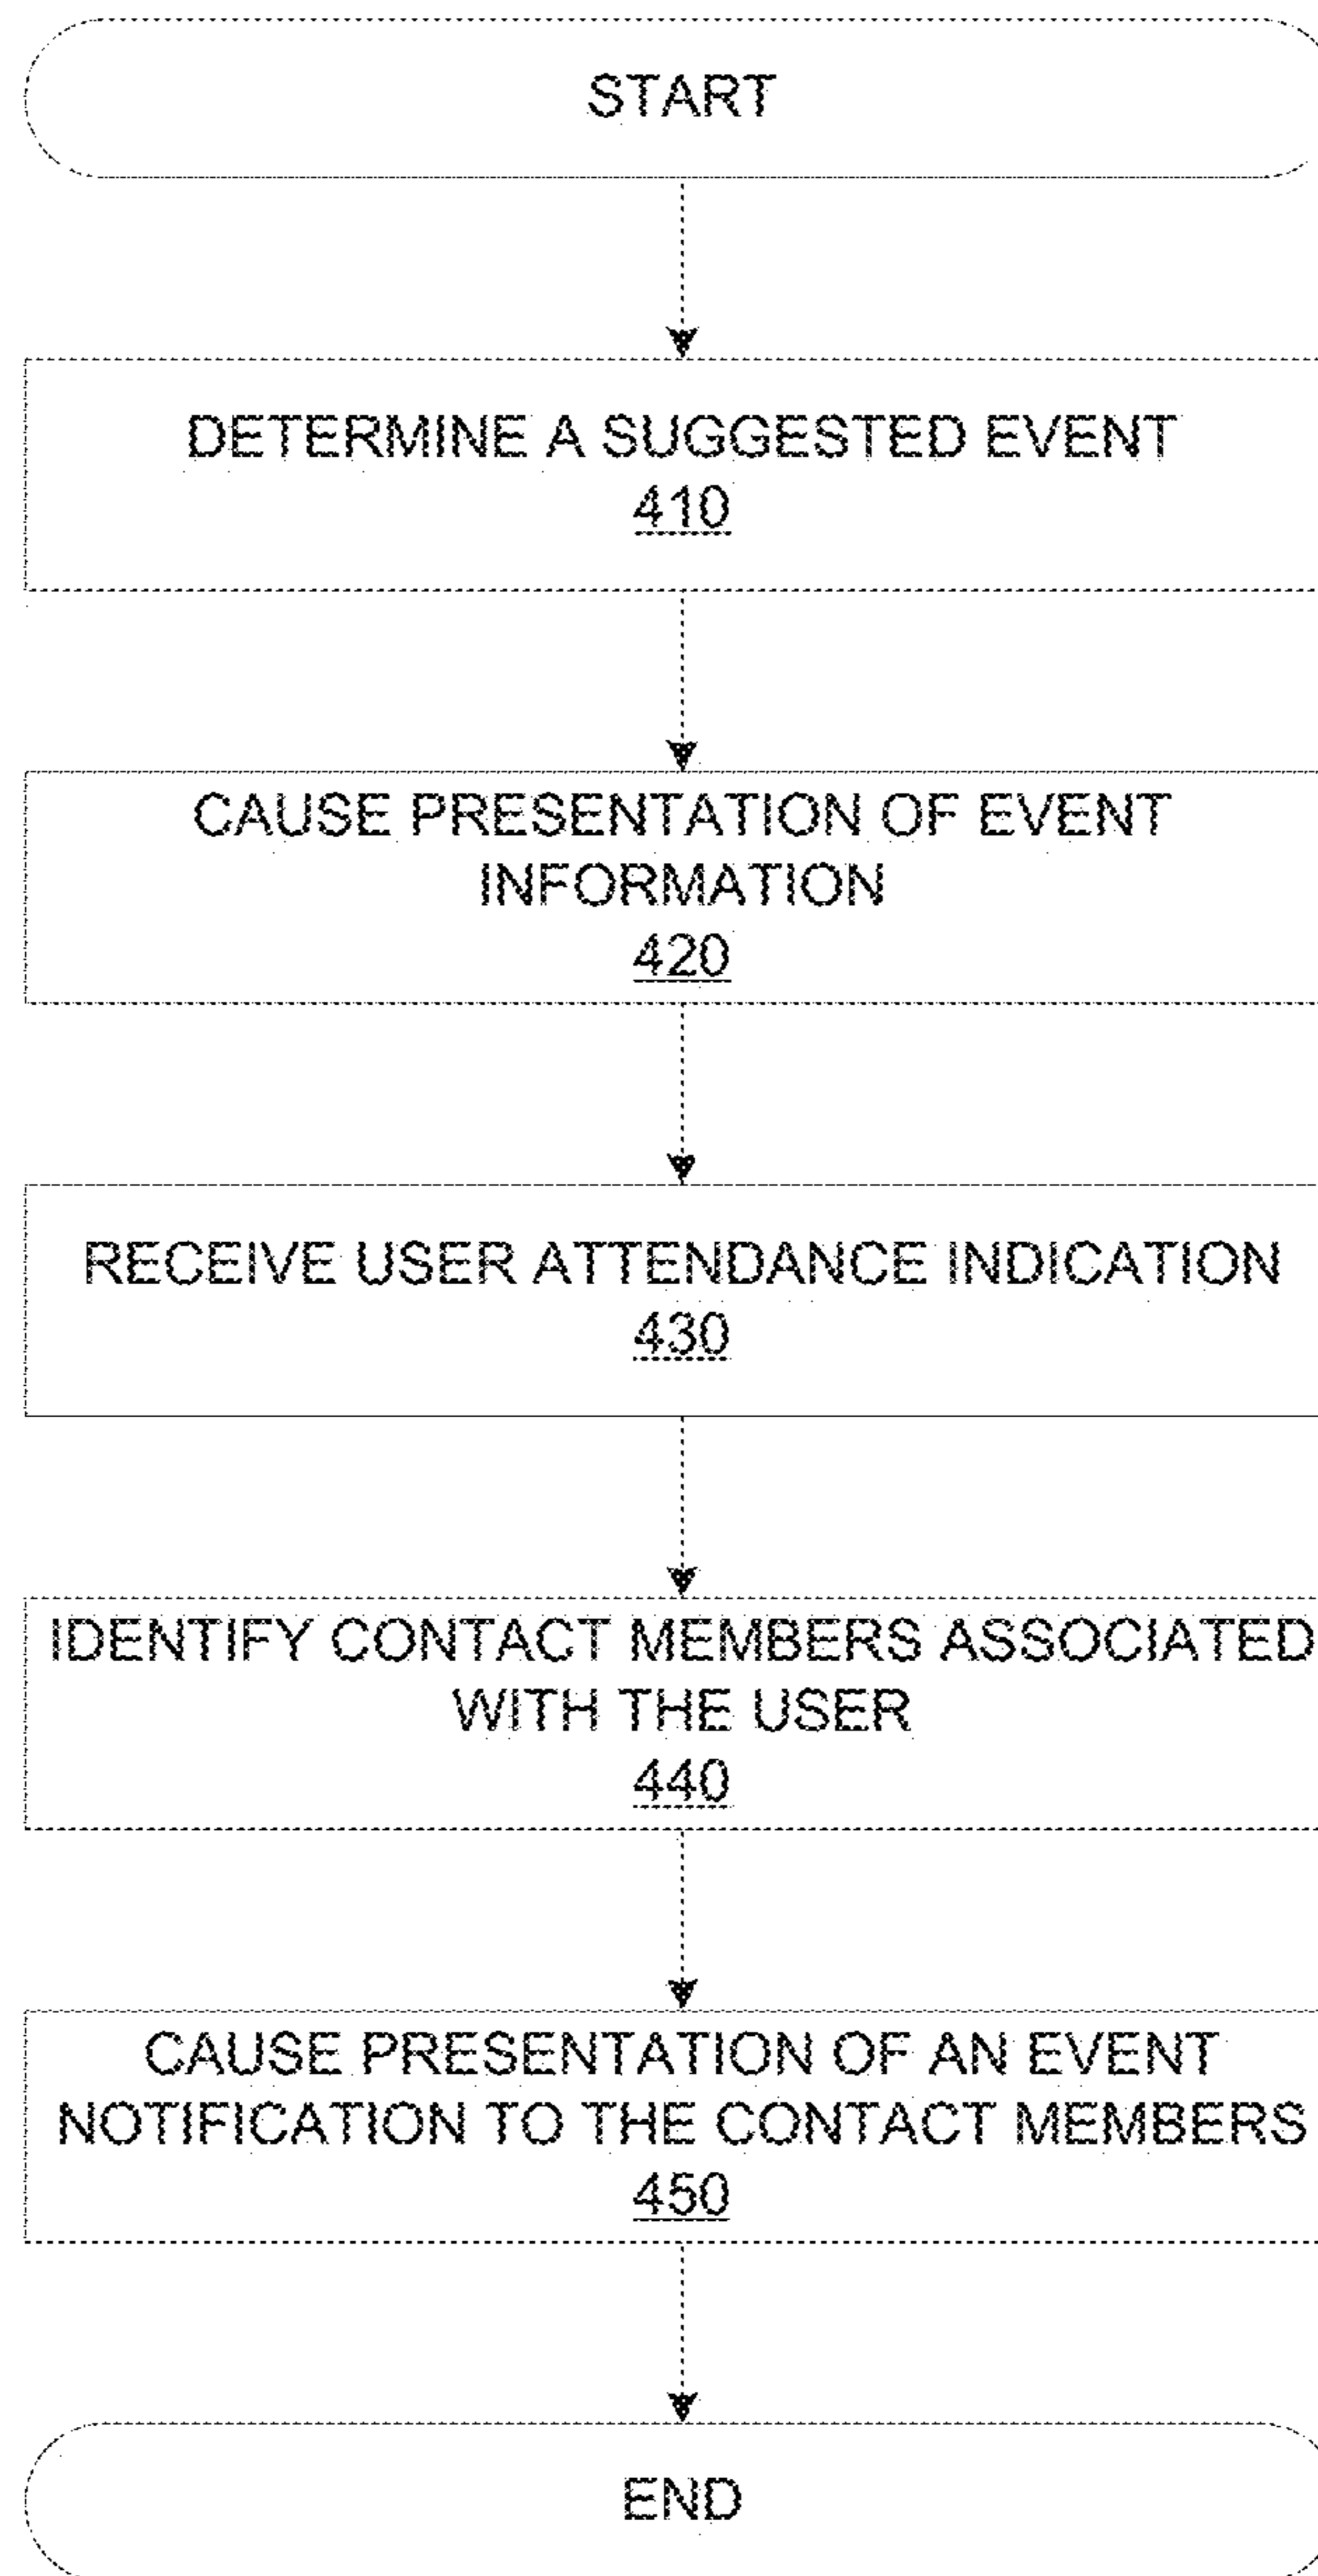 START
DETERMINE A SUGGESTED EVENT
410
CAUSE PRESENTATION OF EVENT
INFORMATION
420
RECEIVE USER ATTENDANCE INDICATION
430
IDENTIFY CONTACT MEMBERS ASSOCIATED
WITH THE USER
440
CAUSE PRESENTATION OF AN EVENT
NOTIFICATION TO THE CONTACT MEMBERS
450
END